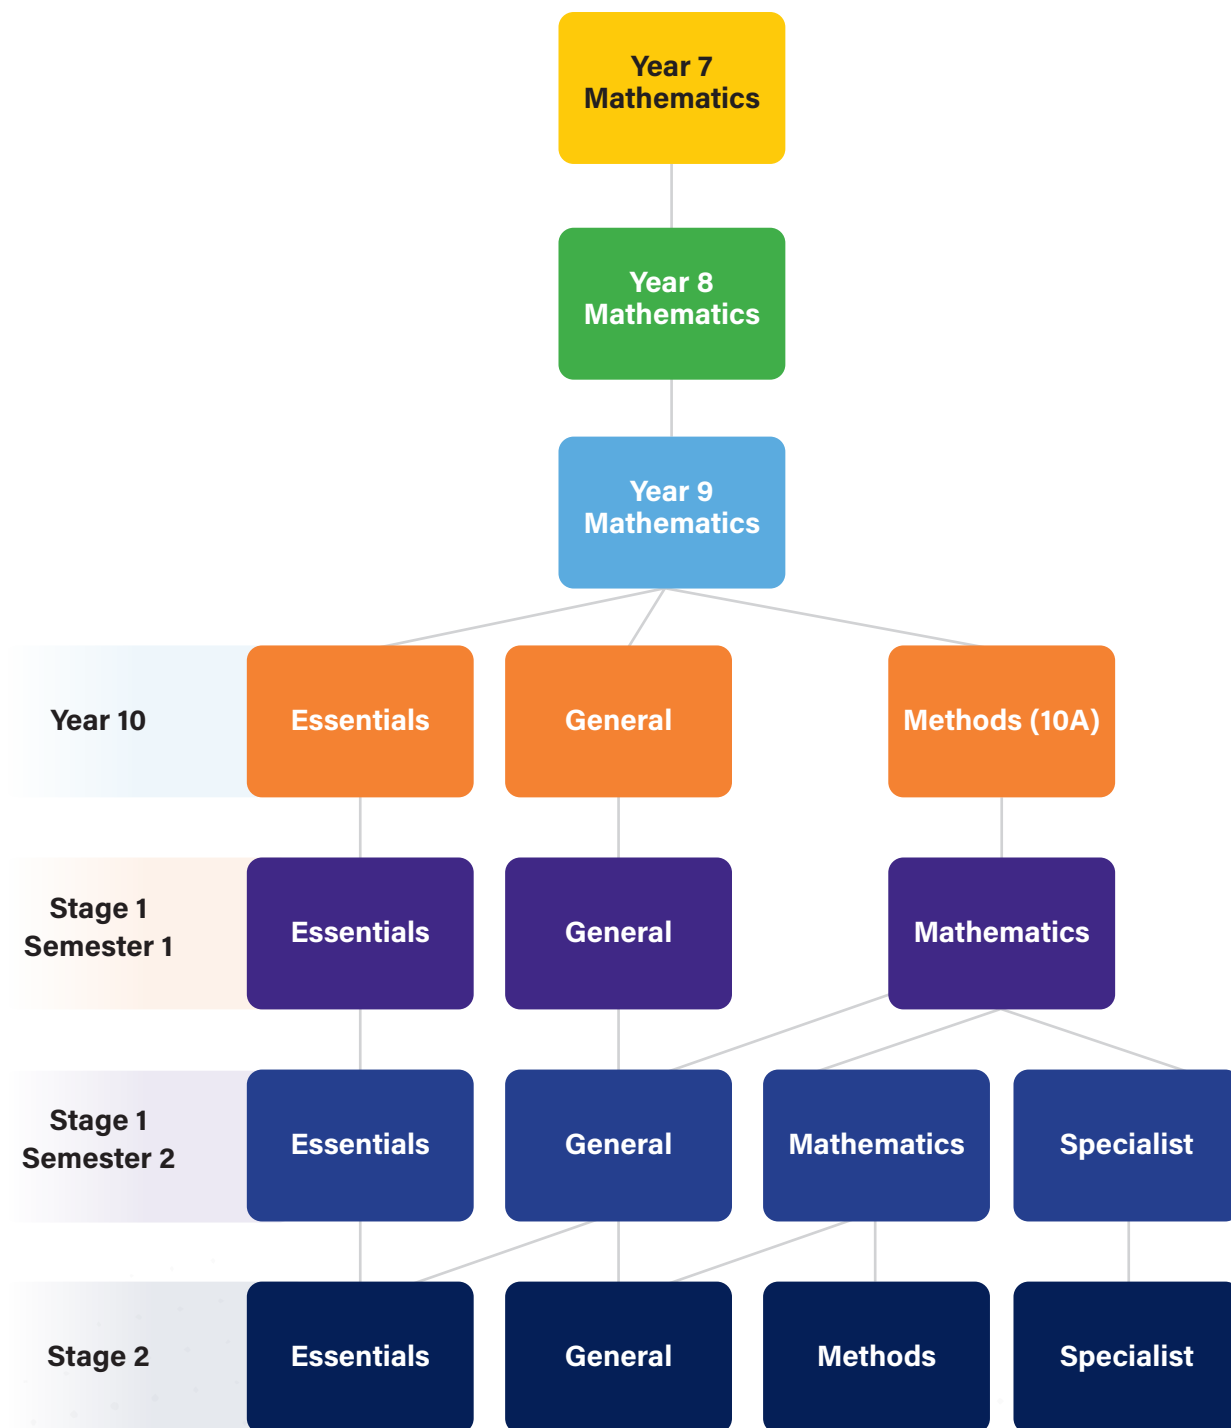 Year 7
Mathematics
Year 8
Mathematics
Year 9
Mathematics
Year 10
Essentials
General
Methods (10A)
Stage 1
Semester 1
Essentials
General
Mathematics
Stage 1
Semester 2
Essentials
General
Mathematics
Specialist
Stage 2
Essentials
General
Methods
Specialist